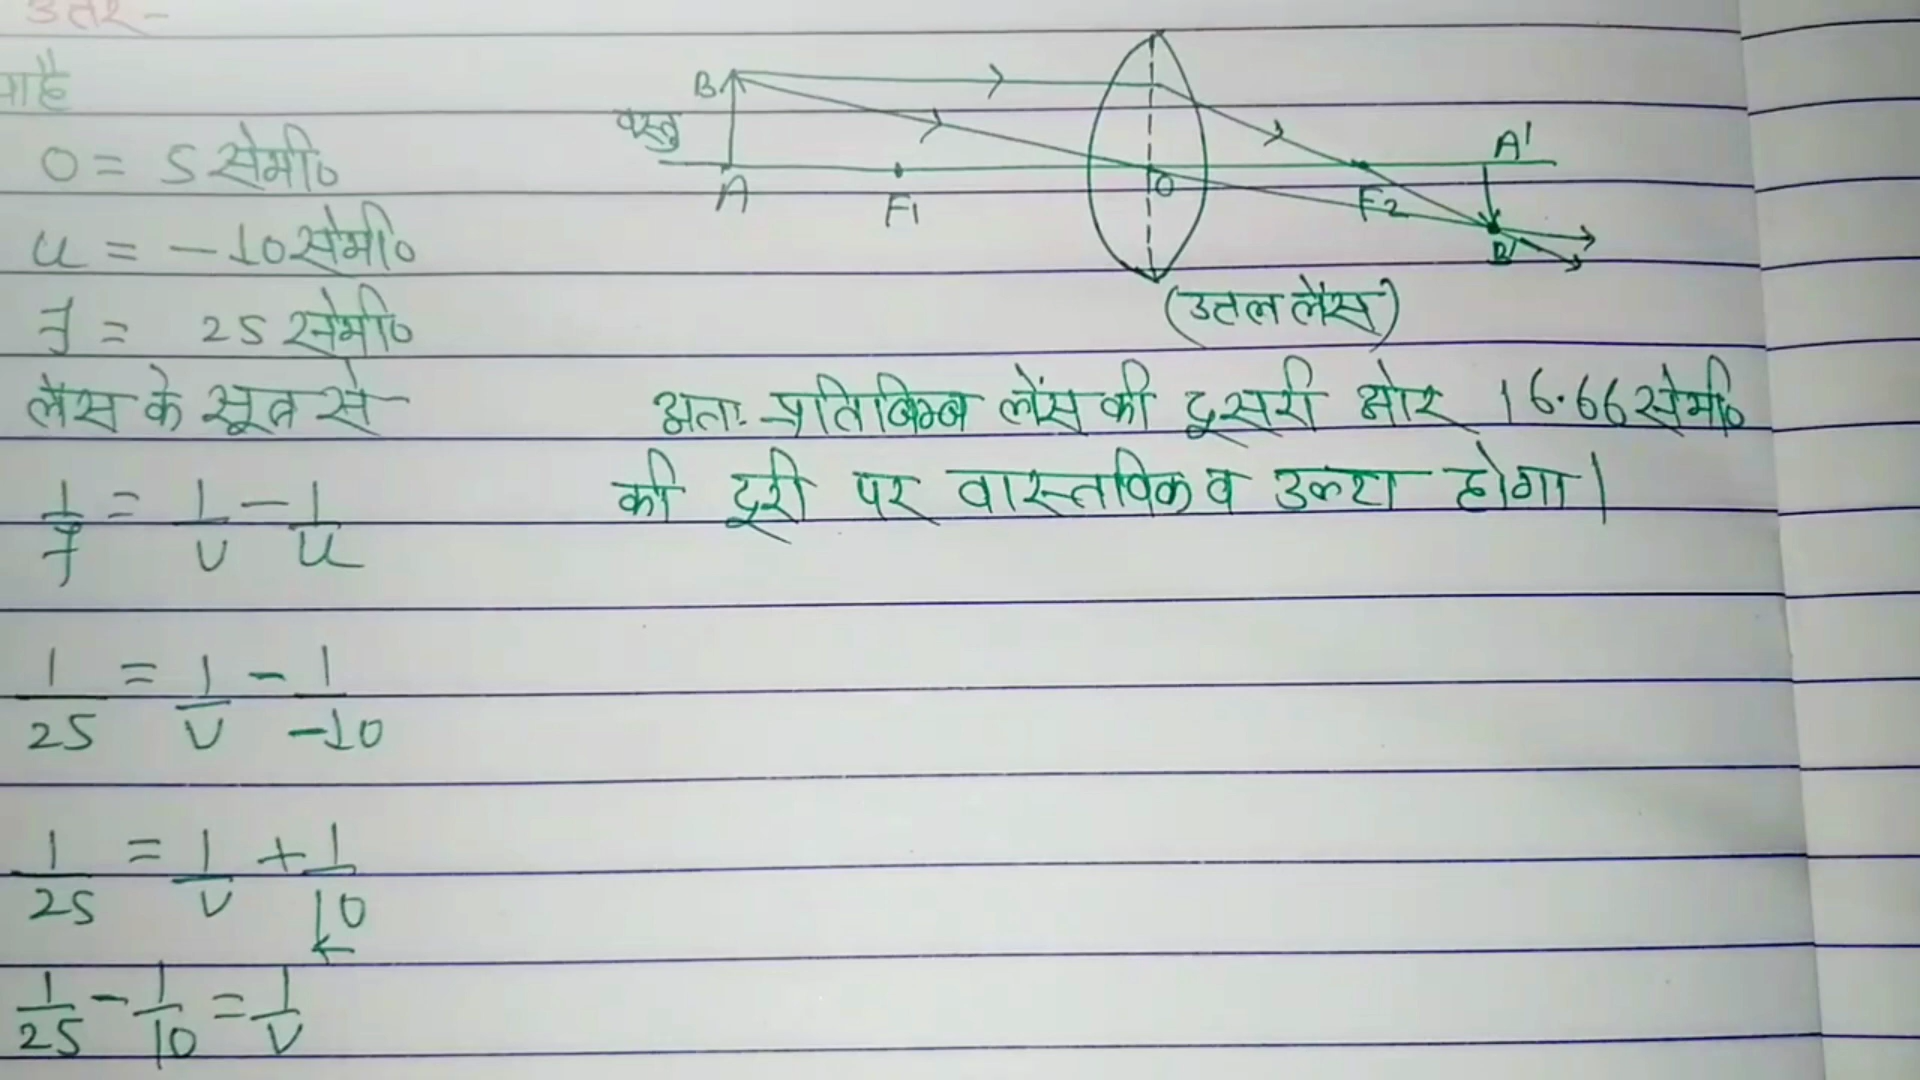 उत्तर-
O = 5 सेमी०
u = -10 सेमी०
f = 25 सेमी०
लेंस के सूत्र से
1/f = 1/v - 1/u
1/25 = 1/v - 1/-10
1/25 = 1/v + 1/10
1/25 - 1/10 = 1/v
B
वस्तु
A
F1
O
F2
A'
B'
(उतल लेंस)
अतः प्रतिबिम्ब लेंस की दूसरी ओर 16.66 सेमी०
की दूरी पर वास्तविक व उल्टा होगा।